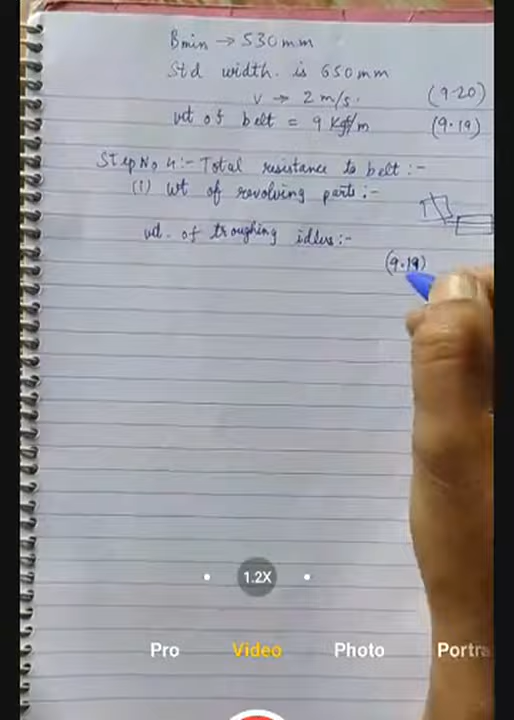 Bmin → 530 mm
Std width. is 650 mm
v → 2 m/s. (9.20)
wt of belt = 9 Kgf/m (9.19)
Step No 4:- Total resistance to belt:-
(1) wt of revolving parts:-
wt. of troughing idlers:-
(9.19)
1.2X
Pro Video Photo Portra